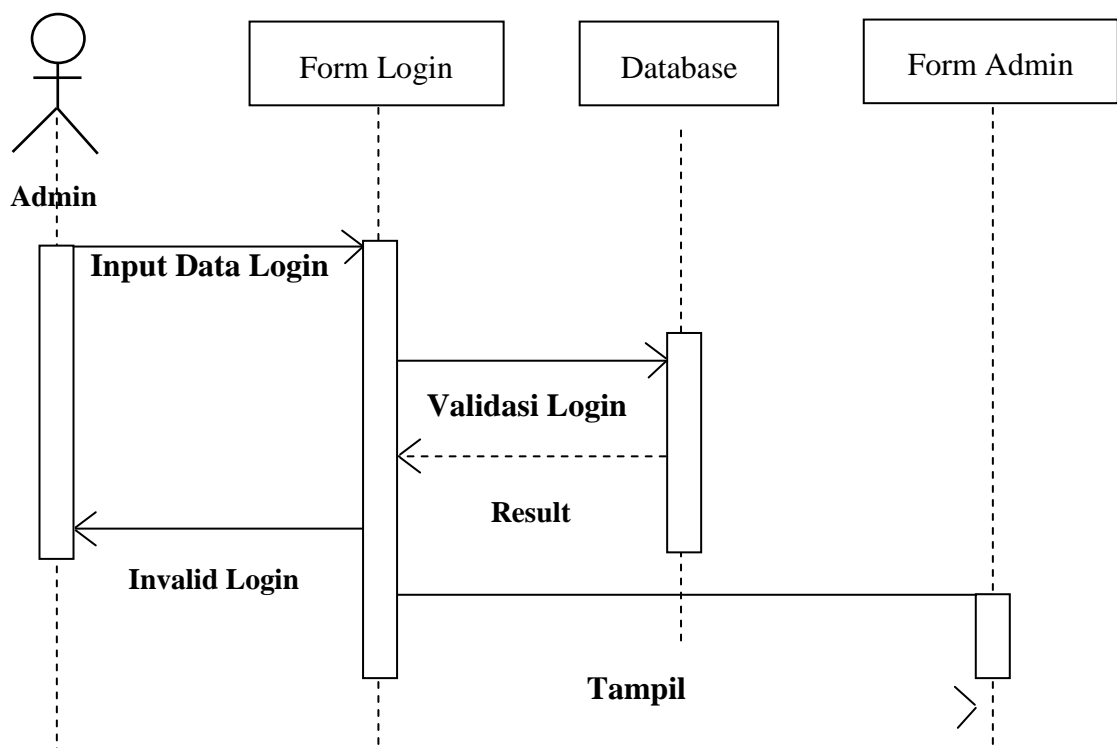 Form Login
Database
Form Admin
Admin
Input Data Login
Validasi Login
Result
Invalid Login
Tampil